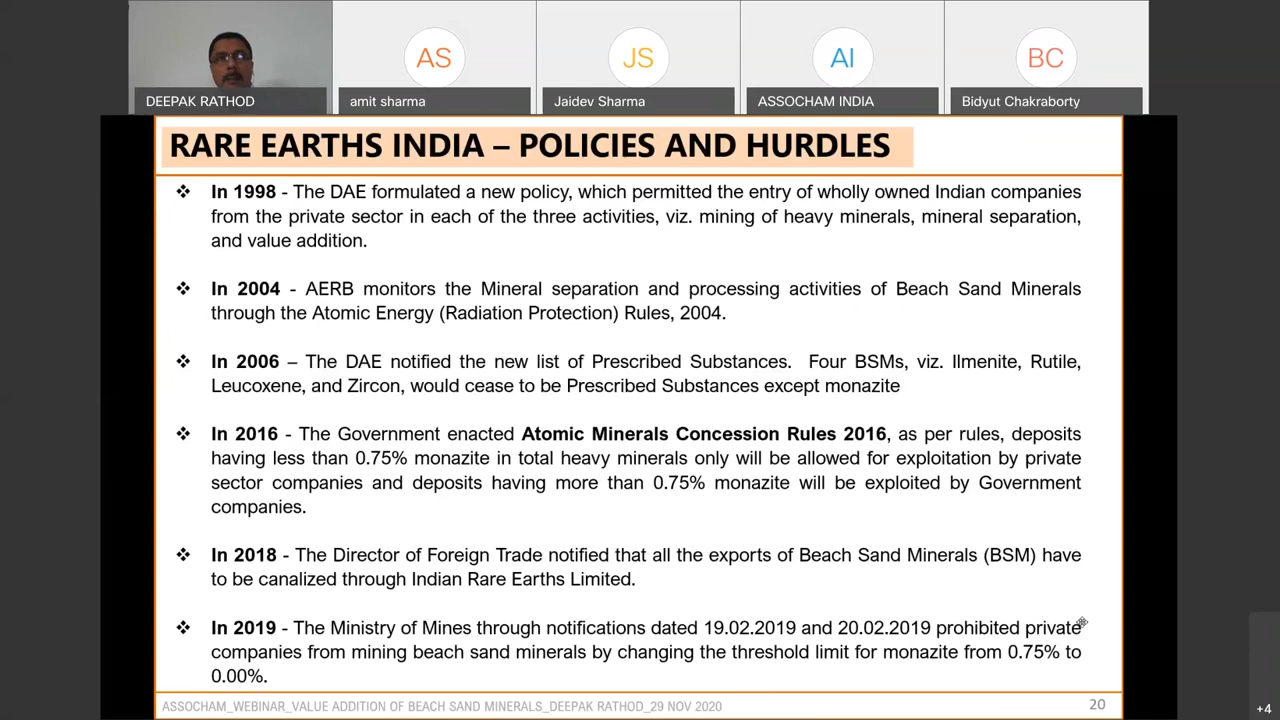 AS
JS
AI
BC
DEEPAK RATHOD
amit sharma
Jaidev Sharma
ASSOCHAM INDIA
Bidyut Chakraborty
RARE EARTHS INDIA – POLICIES AND HURDLES
❖ In 1998 - The DAE formulated a new policy, which permitted the entry of wholly owned Indian companies
from the private sector in each of the three activities, viz. mining of heavy minerals, mineral separation,
and value addition.
❖ In 2004 - AERB monitors the Mineral separation and processing activities of Beach Sand Minerals
through the Atomic Energy (Radiation Protection) Rules, 2004.
❖ In 2006 – The DAE notified the new list of Prescribed Substances. Four BSMs, viz. Ilmenite, Rutile,
Leucoxene, and Zircon, would cease to be Prescribed Substances except monazite
❖ In 2016 - The Government enacted Atomic Minerals Concession Rules 2016, as per rules, deposits
having less than 0.75% monazite in total heavy minerals only will be allowed for exploitation by private
sector companies and deposits having more than 0.75% monazite will be exploited by Government
companies.
❖ In 2018 - The Director of Foreign Trade notified that all the exports of Beach Sand Minerals (BSM) have
to be canalized through Indian Rare Earths Limited.
❖ In 2019 - The Ministry of Mines through notifications dated 19.02.2019 and 20.02.2019 prohibited private
companies from mining beach sand minerals by changing the threshold limit for monazite from 0.75% to
0.00%.
ASSOCHAM_WEBINAR_VALUE ADDITION OF BEACH SAND MINERALS_DEEPAK RATHOD_29 NOV 2020
20
+4